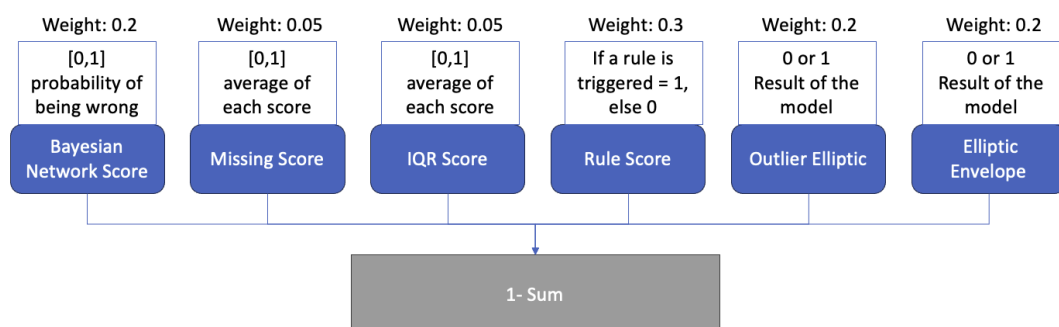 Weight: 0.2
Weight: 0.05
Weight: 0.05
Weight: 0.3
Weight: 0.2
Weight: 0.2
[0,1]
probability of
being wrong
[0,1]
average of
each score
[0,1]
average of
each score
If a rule is
triggered = 1,
else 0
0 or 1
Result of the
model
0 or 1
Result of the
model
Bayesian
Network Score
Missing Score
IQR Score
Rule Score
Outlier Elliptic
Elliptic
Envelope
1- Sum